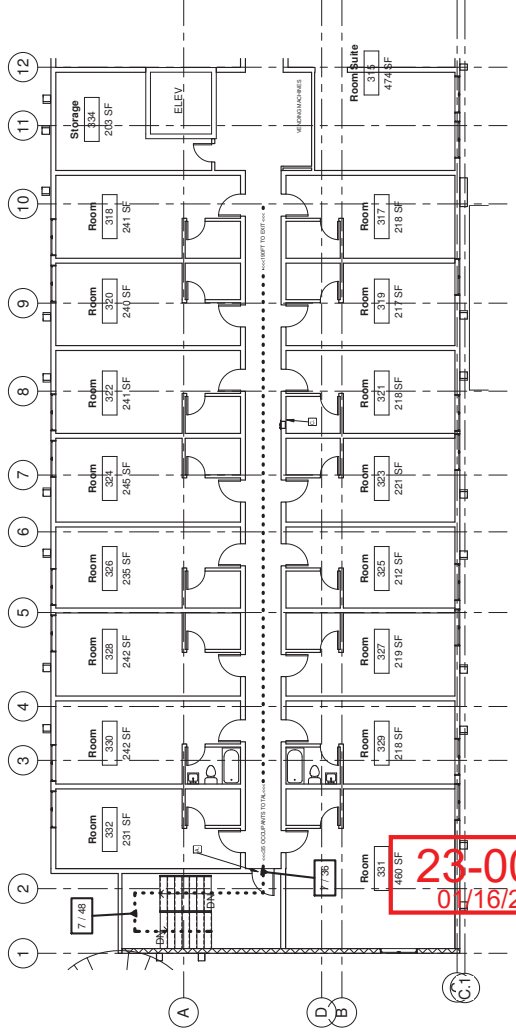 12
11
10
9
8
7
6
5
4
3
2
1
A
D
B
C.1
Storage
334
203 SF
ELEV
VENDING MACHINES
Room Suite
315
474 SF
Room
318
241 SF
Room
320
240 SF
Room
322
241 SF
Room
324
245 SF
Room
326
235 SF
Room
328
242 SF
Room
330
242 SF
Room
332
231 SF
Room
317
218 SF
Room
319
217 SF
Room
321
218 SF
Room
323
221 SF
Room
325
212 SF
Room
327
219 SF
Room
329
218 SF
Room
331
460 SF
7 / 48
DN
DN
7 / 36
23-00
01/16/2